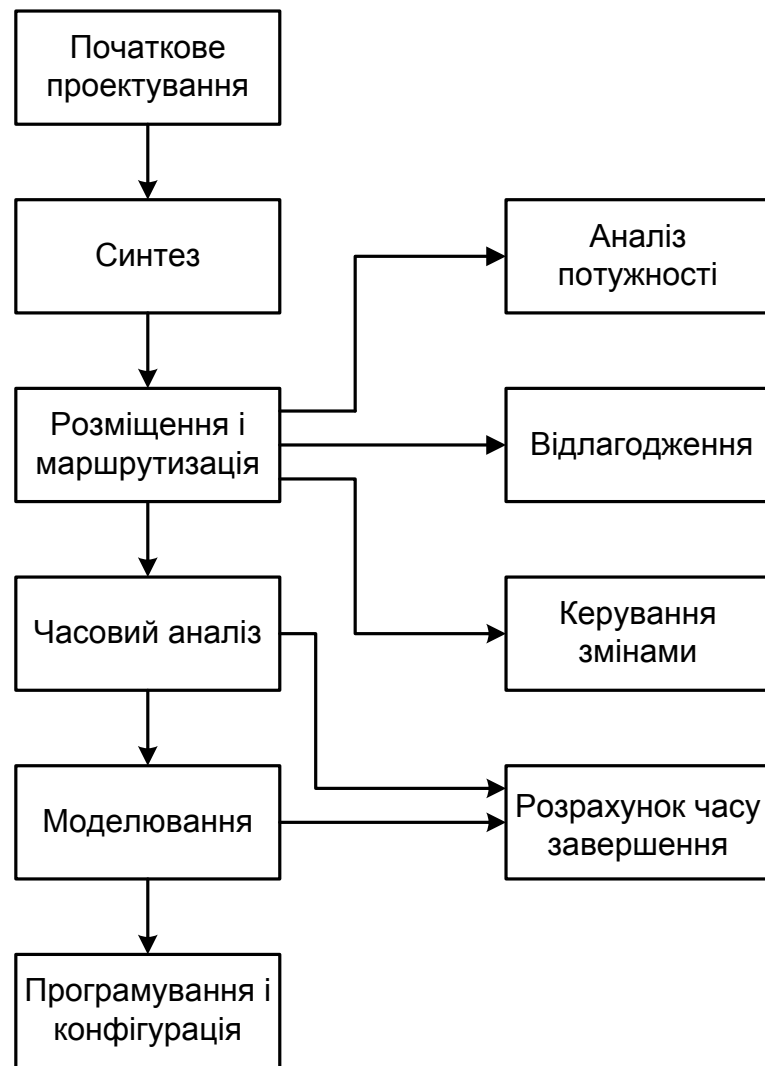 Початкове
проектування
Синтез
Аналіз
потужності
Розміщення і
маршрутизація
Відлагодження
Часовий аналіз
Керування
змінами
Моделювання
Розрахунок часу
завершення
Програмування і
конфігурація